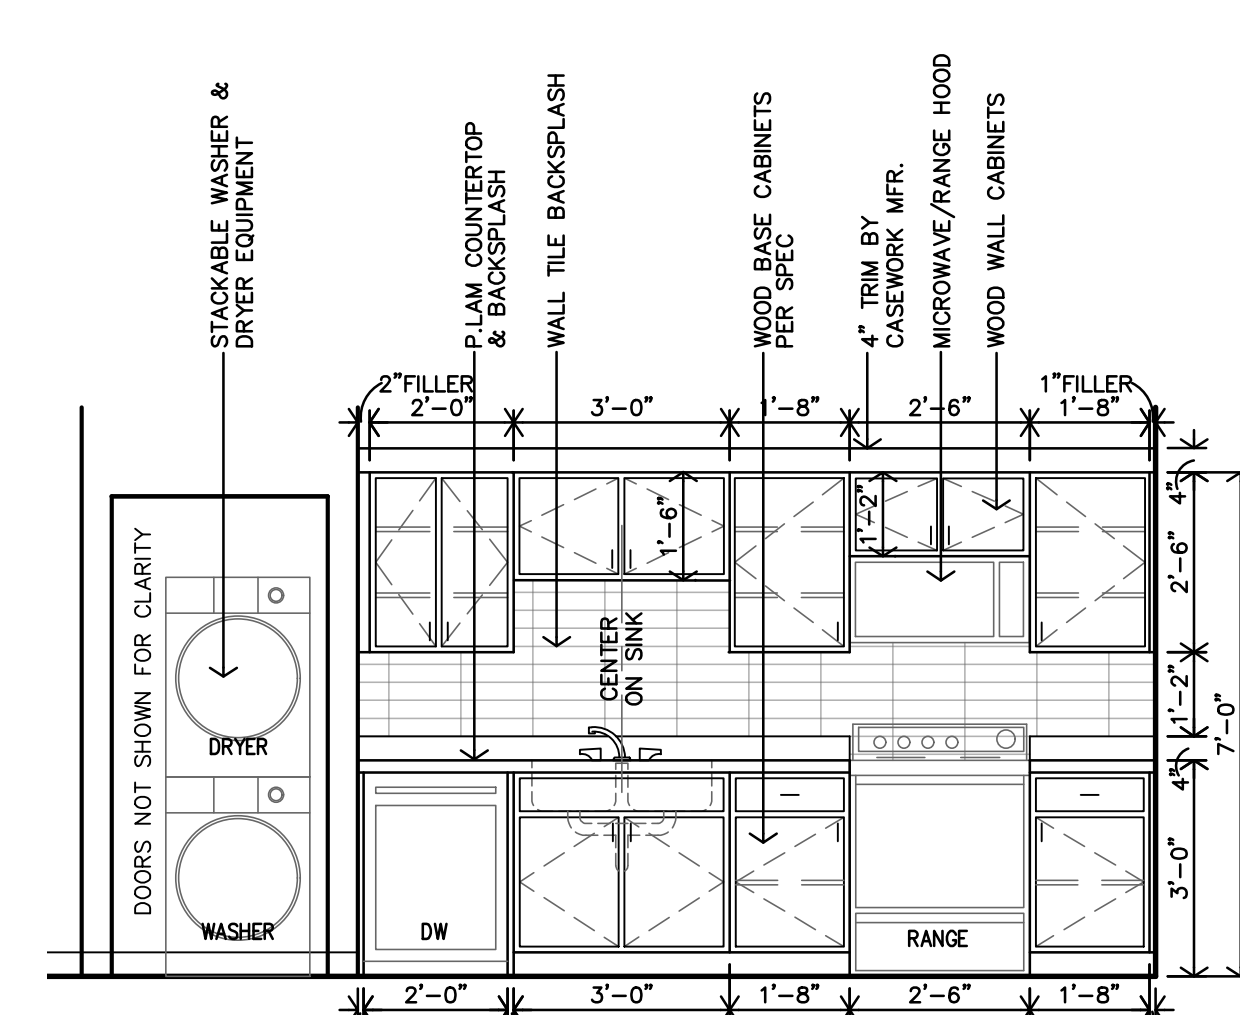 STACKABLE WASHER &
DRYER EQUIPMENT
P.LAM COUNTERTOP
& BACKSPLASH
WALL TILE BACKSPLASH
WOOD BASE CABINETS
PER SPEC
4" TRIM BY
CASEWORK MFR.
MICROWAVE/RANGE HOOD
WOOD WALL CABINETS
2"FILLER
1"FILLER
2'-0"
3'-0"
1'-8"
2'-6"
1'-8"
4"
1'-6"
1'-2"
2'-6"
DOORS NOT SHOWN FOR CLARITY
CENTER
ON SINK
1'-2"
7'-0"
DRYER
4"
3'-0"
WASHER
DW
RANGE
2'-0"
3'-0"
1'-8"
2'-6"
1'-8"